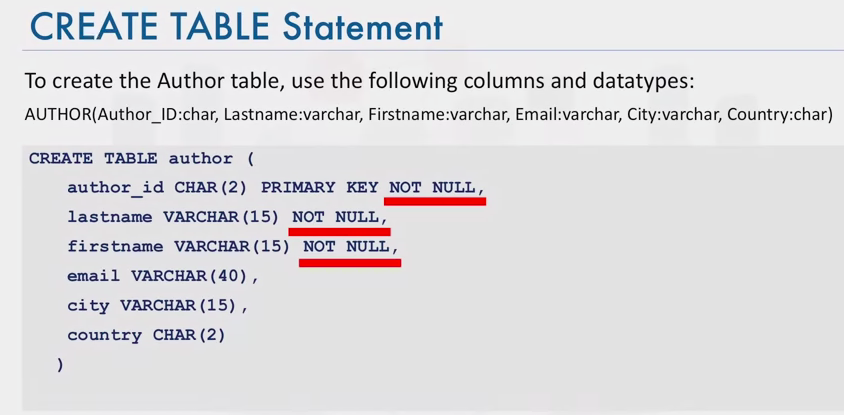 CREATE TABLE Statement
To create the Author table, use the following columns and datatypes:
AUTHOR(Author_ID:char, Lastname:varchar, Firstname:varchar, Email:varchar, City:varchar, Country:char)
CREATE TABLE author (
author_id CHAR(2) PRIMARY KEY NOT NULL,
lastname VARCHAR(15) NOT NULL,
firstname VARCHAR(15) NOT NULL,
email VARCHAR(40),
city VARCHAR(15),
country CHAR(2)
)